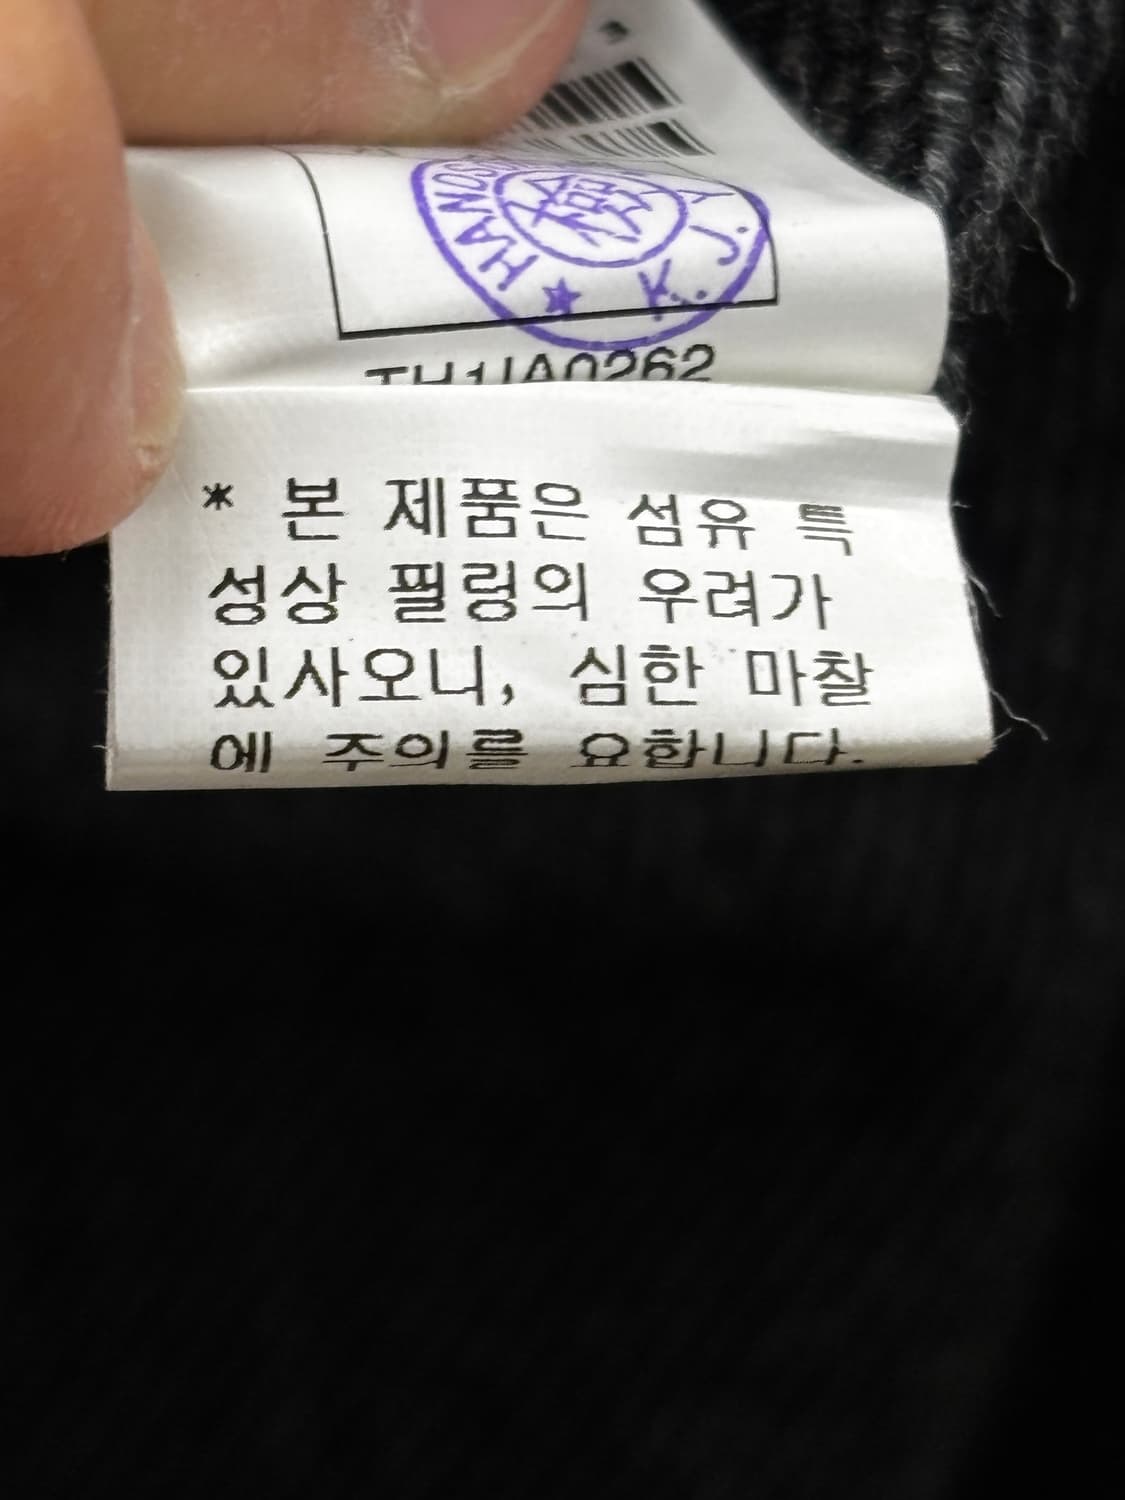 檢
K.J.Y
* 본 제품은 섬유 특
성상 필링의 우려가
있사오니, 심한 마찰
에 주의를 요합니다.